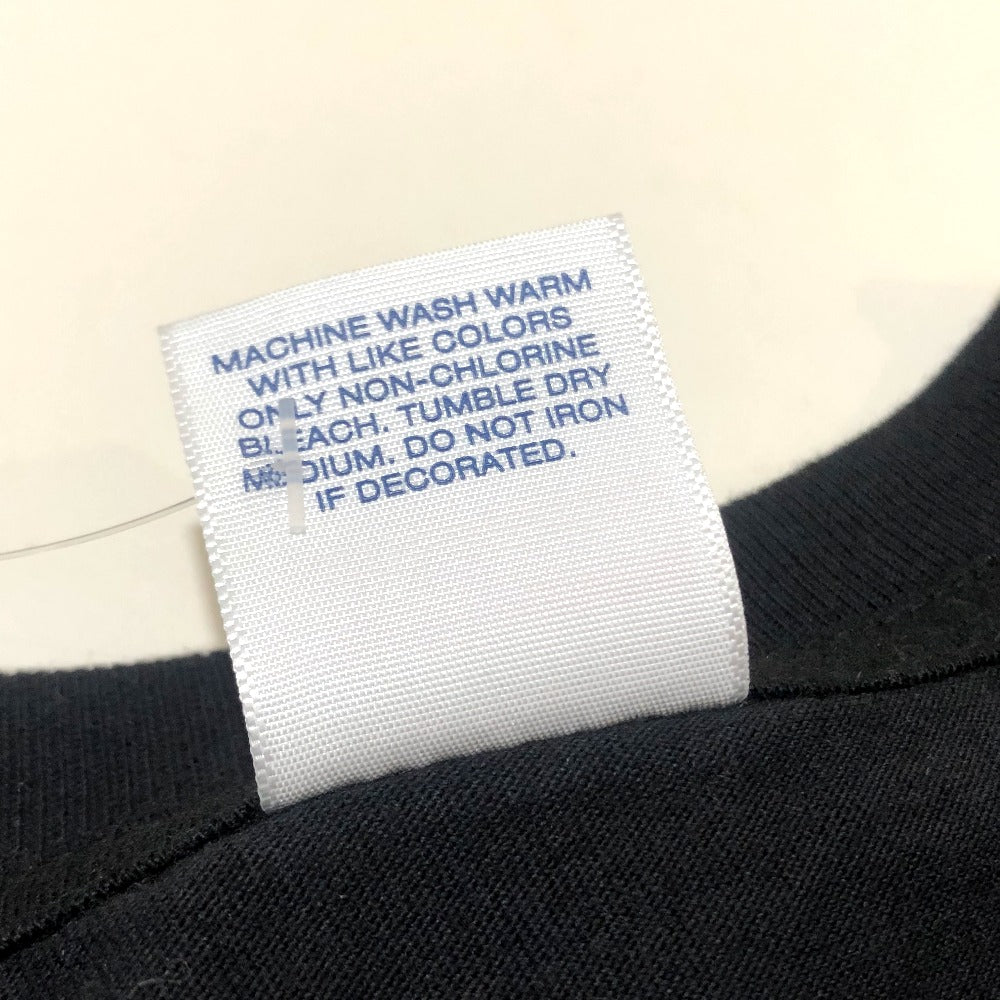 MACHINE WASH WARM
WITH LIKE COLORS
ONLY NON-CHLORINE
BLEACH. TUMBLE DRY
MEDIUM. DO NOT IRON
IF DECORATED.